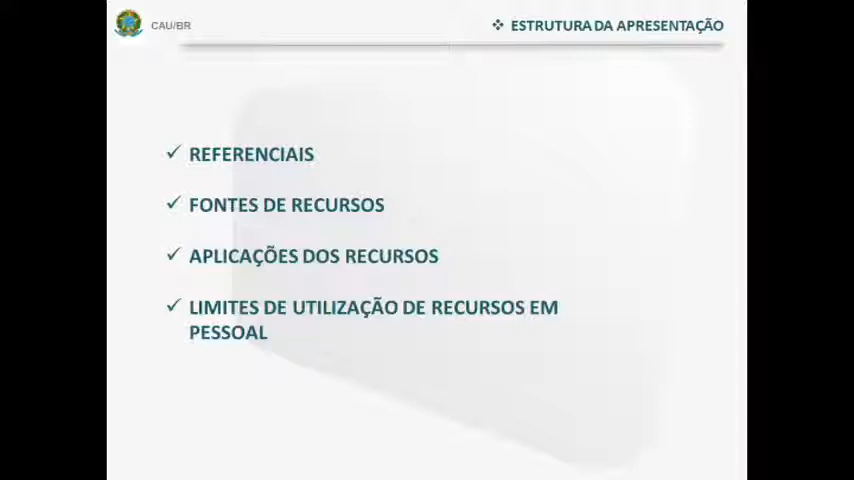 CAU/BR
❖ ESTRUTURA DA APRESENTAÇÃO
✓ REFERENCIAIS
✓ FONTES DE RECURSOS
✓ APLICAÇÕES DOS RECURSOS
✓ LIMITES DE UTILIZAÇÃO DE RECURSOS EM
PESSOAL